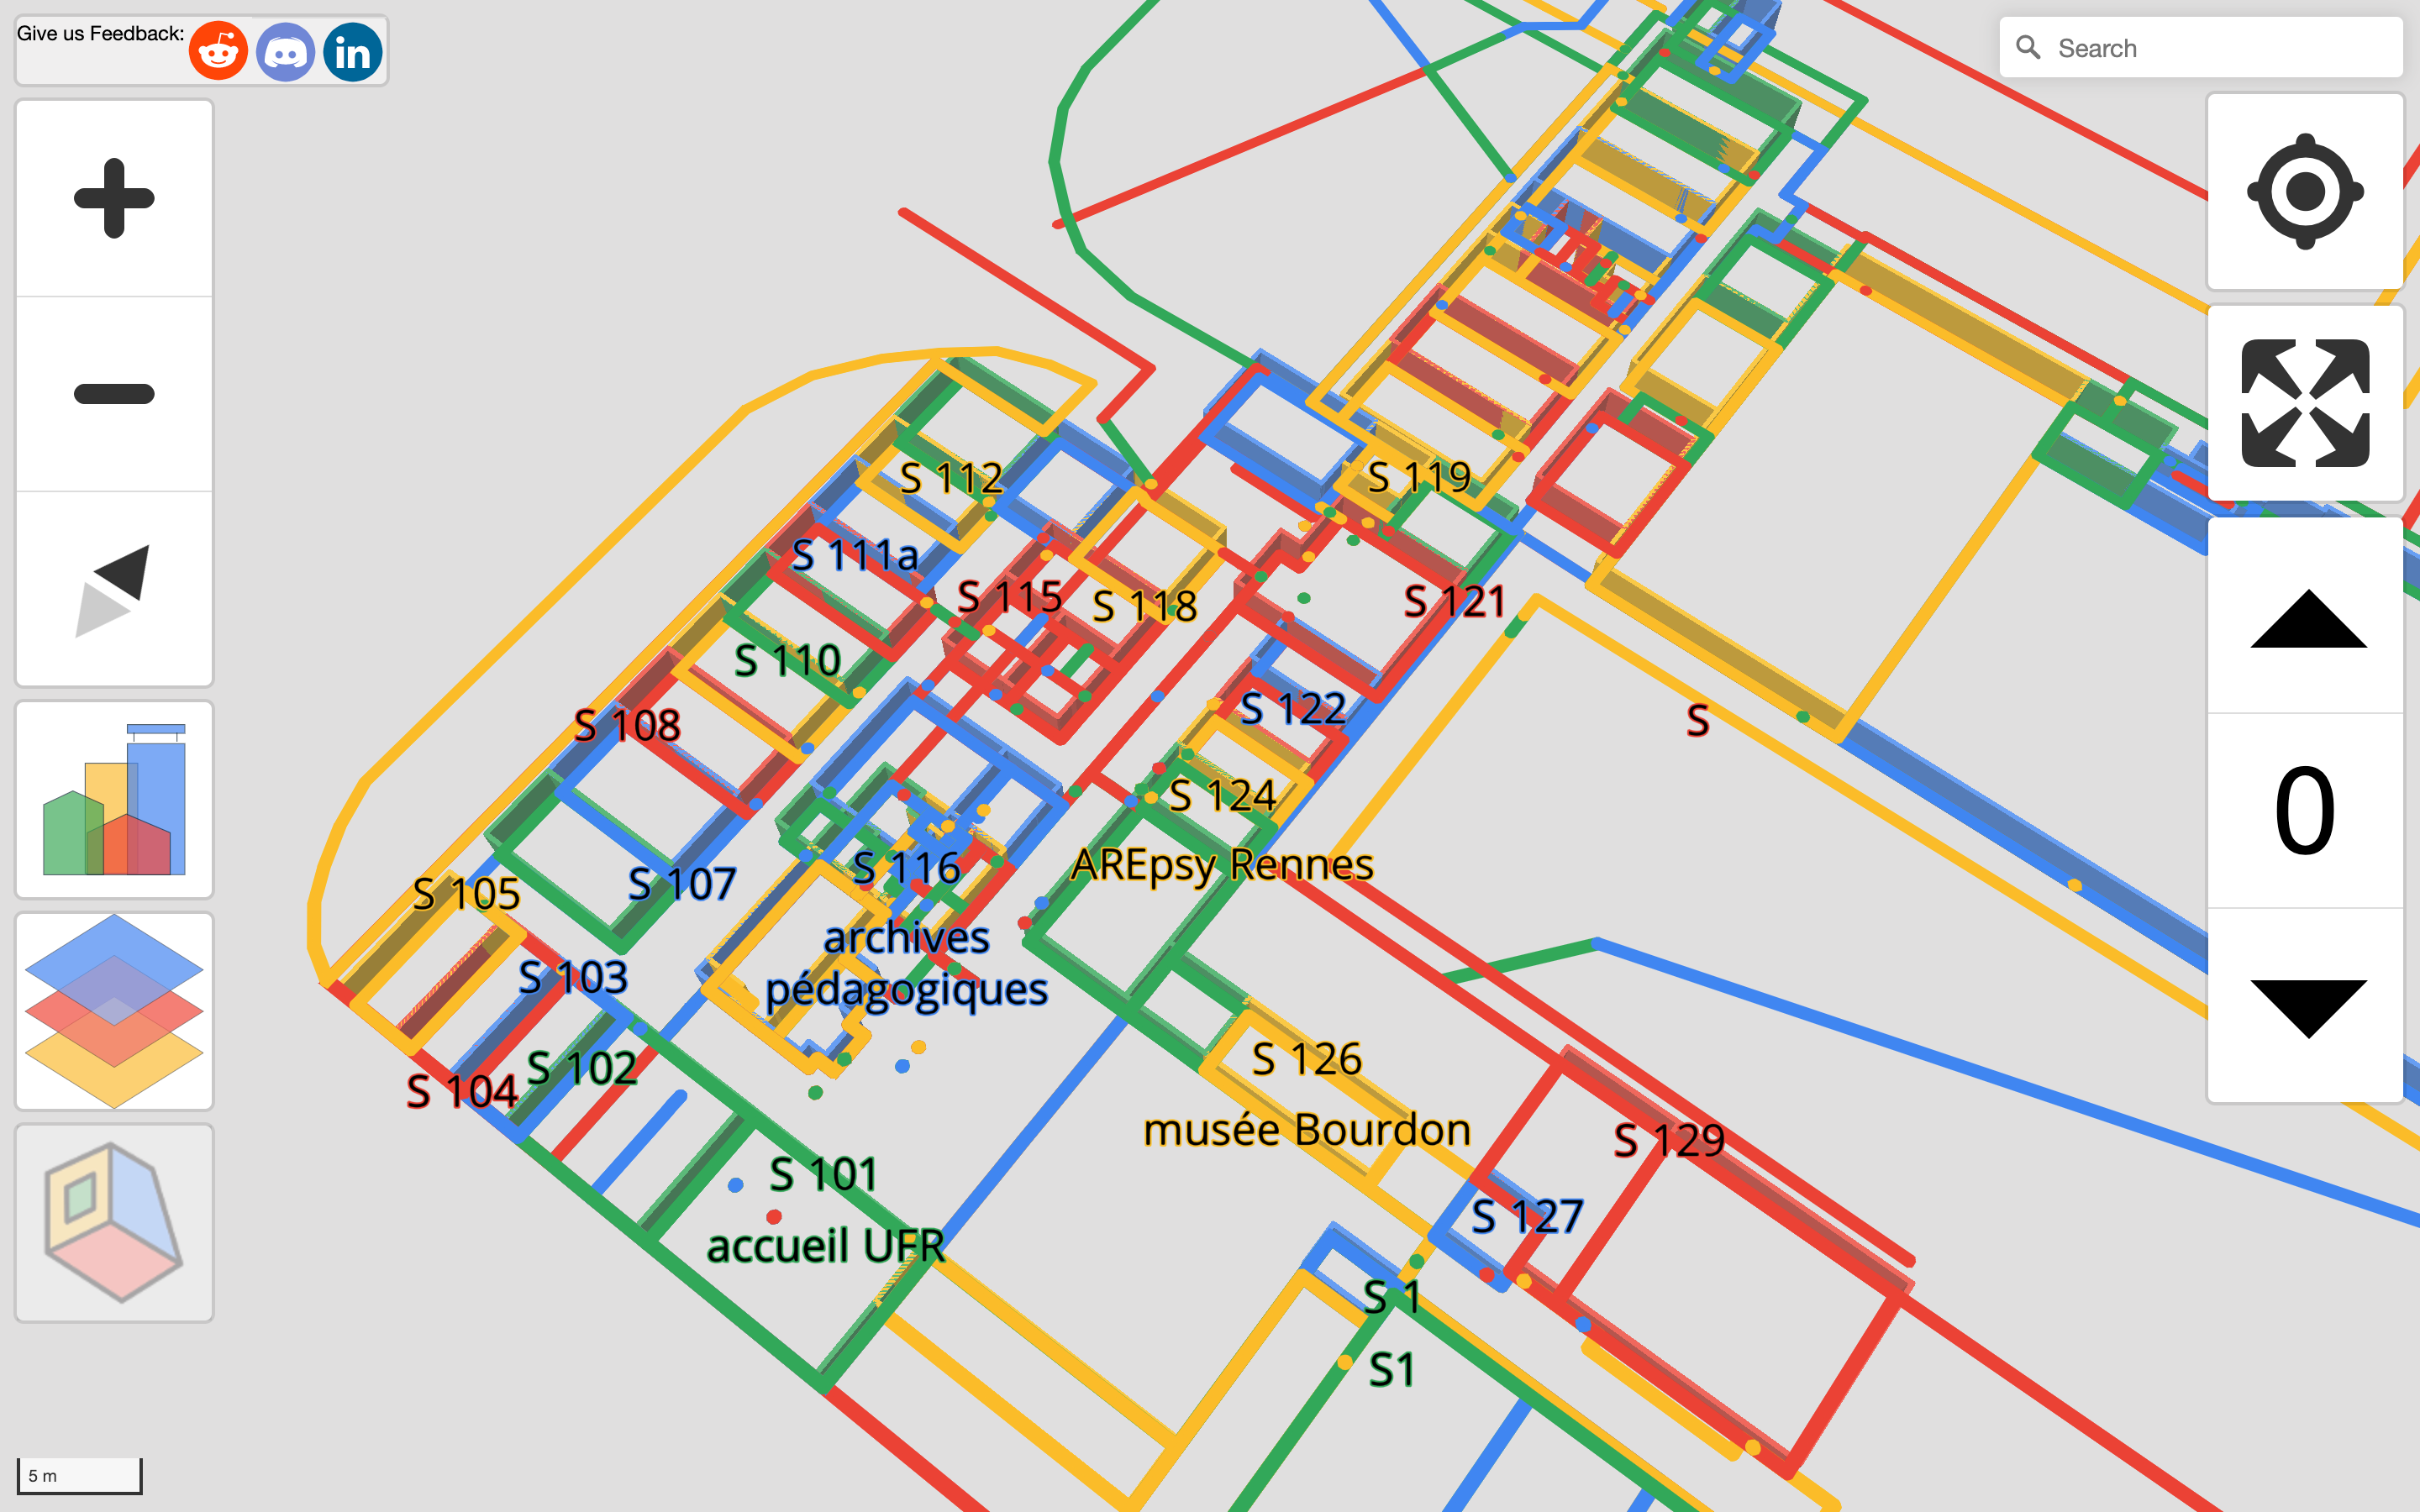 Give us Feedback:
in
Search
S 112
S 119
S 111a
S 115
S 118
S 121
S 110
S 108
S 122
S
S 124
0
AREpsy Rennes
S 116
S 107
S 105
archives
pédagogiques
S 103
S 102
S 104
S 126
musée Bourdon
S 129
S 101
accueil UFR
S 127
S 1
S1
5 m